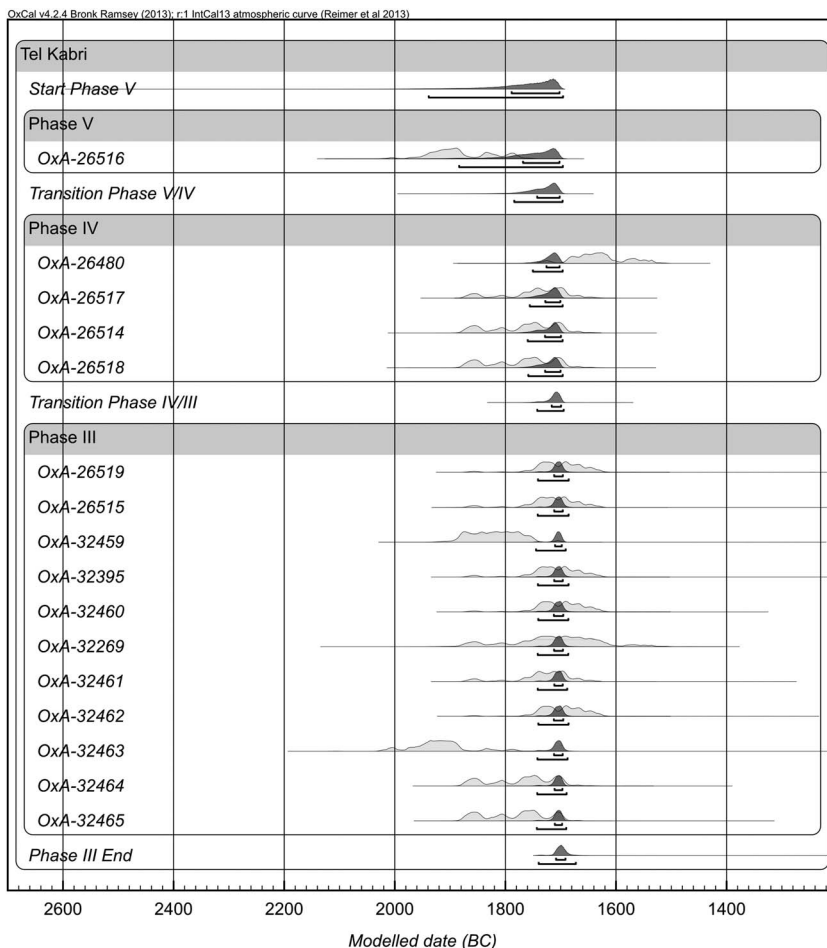 OxCal v4.2.4 Bronk Ramsey (2013); r:1 IntCal13 atmospheric curve (Reimer et al 2013)
Tel Kabri
Start Phase V
Phase V
OxA-26516
Transition Phase V/IV
Phase IV
OxA-26480
OxA-26517
OxA-26514
OxA-26518
Transition Phase IV/III
Phase III
OxA-26519
OxA-26515
OxA-32459
OxA-32395
OxA-32460
OxA-32269
OxA-32461
OxA-32462
OxA-32463
OxA-32464
OxA-32465
Phase III End
2600 2400 2200 2000 1800 1600 1400
Modelled date (BC)